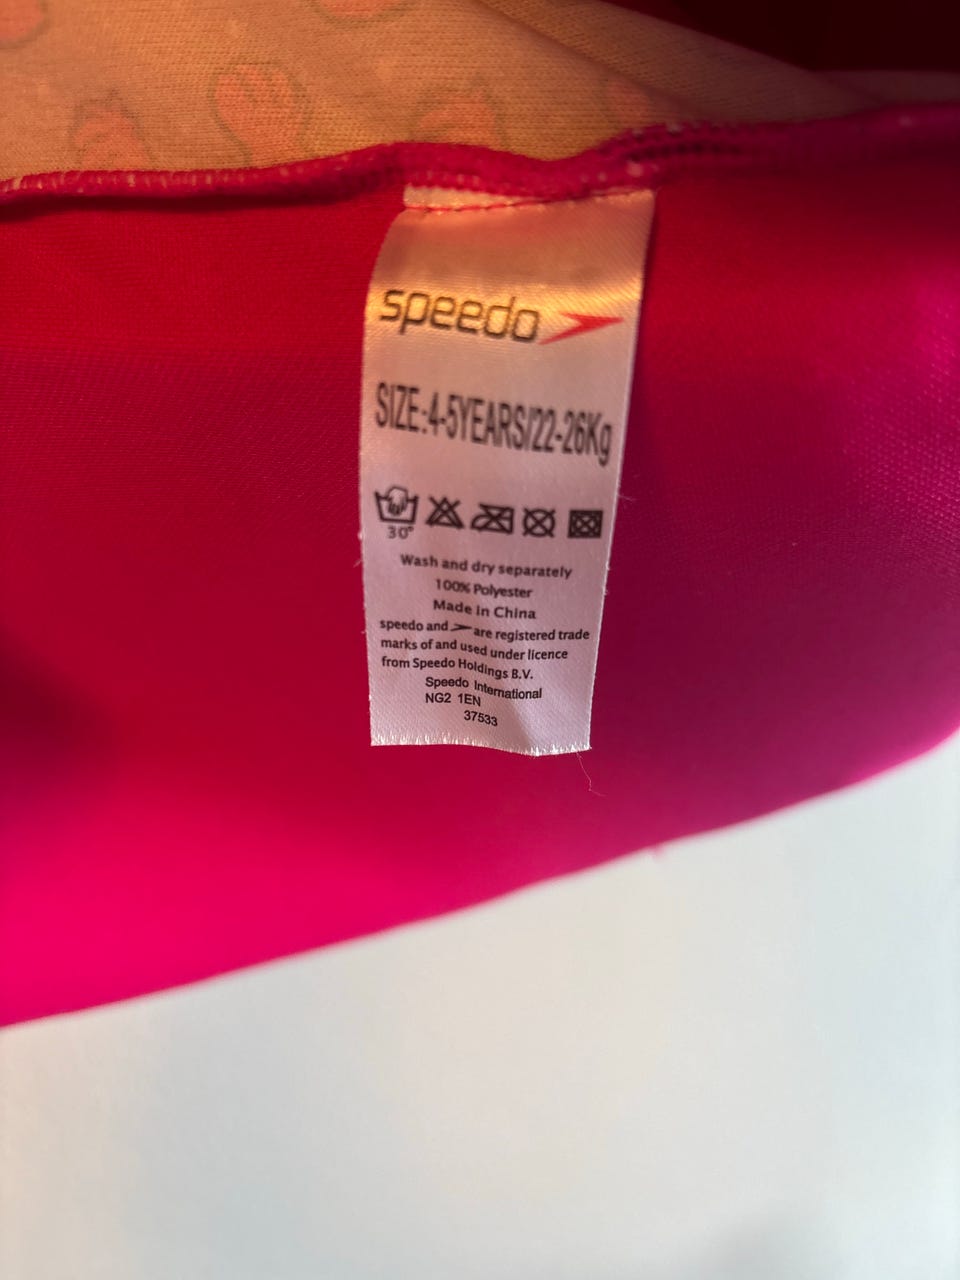 speedo
SIZE:4-5YEARS/22-26Kg
30°
Wash and dry separately
100% Polyester
Made in China
speedo and are registered trade
marks of and used under licence
from Speedo Holdings B.V.
Speedo International
NG2 1EN
37533